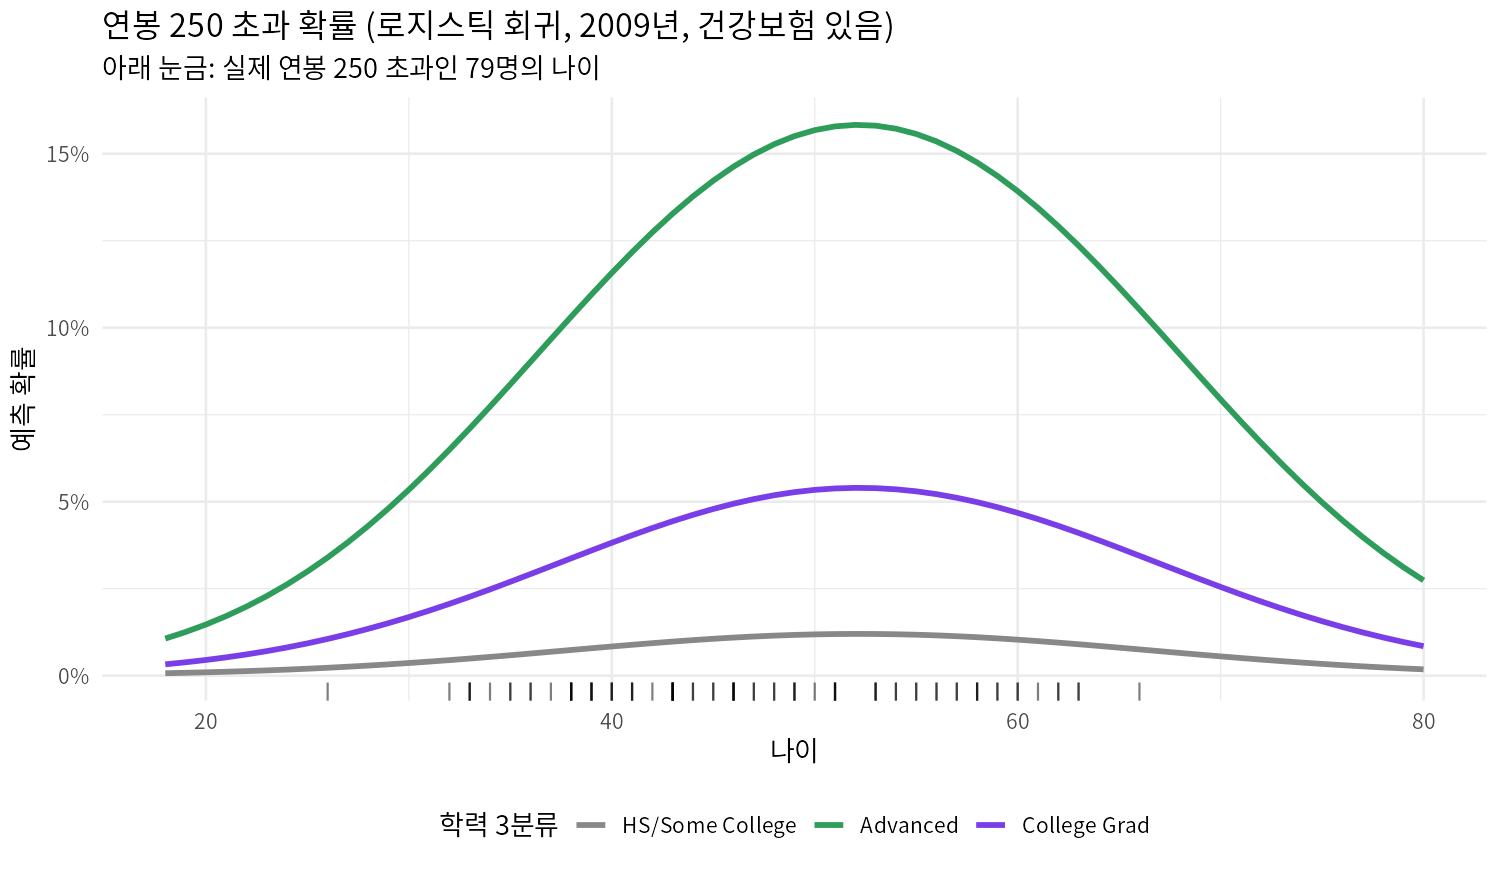 연봉 250 초과 확률 (로지스틱 회귀, 2009년, 건강보험 있음)
아래 눈금: 실제 연봉 250 초과인 79명의 나이
예측 확률
15%
10%
5%
0%
20 40 60 80
나이
학력 3분류 HS/Some College Advanced College Grad